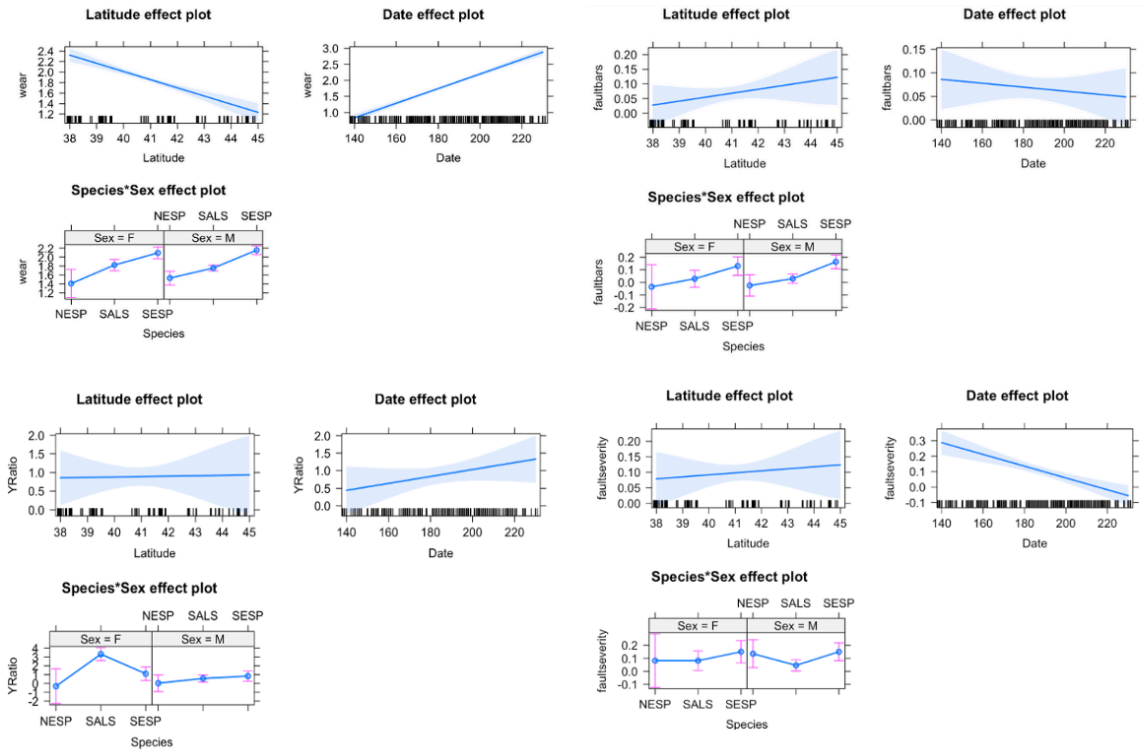 Latitude effect plot
wear
2.4
2.2
2.0
1.8
1.6
1.4
1.2
38 39 40 41 42 43 44 45
Latitude
Date effect plot
wear
3.0
2.5
2.0
1.5
1.0
140 160 180 200 220
Date
Species*Sex effect plot
NESP SALS SESP
Sex = F Sex = M
wear
2.2
2.0
1.8
1.6
1.4
1.2
NESP SALS SESP
Species
Latitude effect plot
faultbars
0.20
0.15
0.10
0.05
0.00
38 39 40 41 42 43 44 45
Latitude
Date effect plot
faultbars
0.15
0.10
0.05
0.00
140 160 180 200 220
Date
Species*Sex effect plot
NESP SALS SESP
Sex = F Sex = M
faultbars
0.2
0.1
0.0
-0.1
-0.2
NESP SALS SESP
Species
Latitude effect plot
YRatio
2.0
1.5
1.0
0.5
0.0
38 39 40 41 42 43 44 45
Latitude
Date effect plot
YRatio
2.0
1.5
1.0
0.5
0.0
140 160 180 200 220
Date
Species*Sex effect plot
NESP SALS SESP
Sex = F Sex = M
YRatio
4
3
2
1
0
-2
NESP SALS SESP
Species
Latitude effect plot
faultseverity
0.20
0.15
0.10
0.05
0.00
38 39 40 41 42 43 44 45
Latitude
Date effect plot
faultseverity
0.3
0.2
0.1
0.0
-0.1
140 160 180 200 220
Date
Species*Sex effect plot
NESP SALS SESP
Sex = F Sex = M
faultseverity
0.2
0.1
0.0
-0.1
NESP SALS SESP
Species